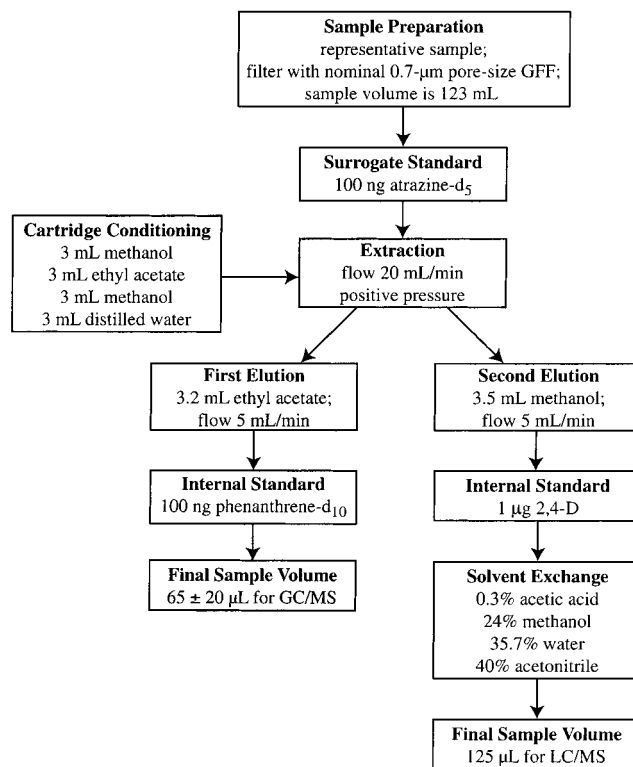 Sample Preparation
representative sample;
filter with nominal 0.7-μm pore-size GFF;
sample volume is 123 mL
Surrogate Standard
100 ng atrazine-d5
Cartridge Conditioning
3 mL methanol
3 mL ethyl acetate
3 mL methanol
3 mL distilled water
Extraction
flow 20 mL/min
positive pressure
First Elution
3.2 mL ethyl acetate;
flow 5 mL/min
Second Elution
3.5 mL methanol;
flow 5 mL/min
Internal Standard
100 ng phenanthrene-d10
Internal Standard
1 μg 2,4-D
Final Sample Volume
65 ± 20 μL for GC/MS
Solvent Exchange
0.3% acetic acid
24% methanol
35.7% water
40% acetonitrile
Final Sample Volume
125 μL for LC/MS